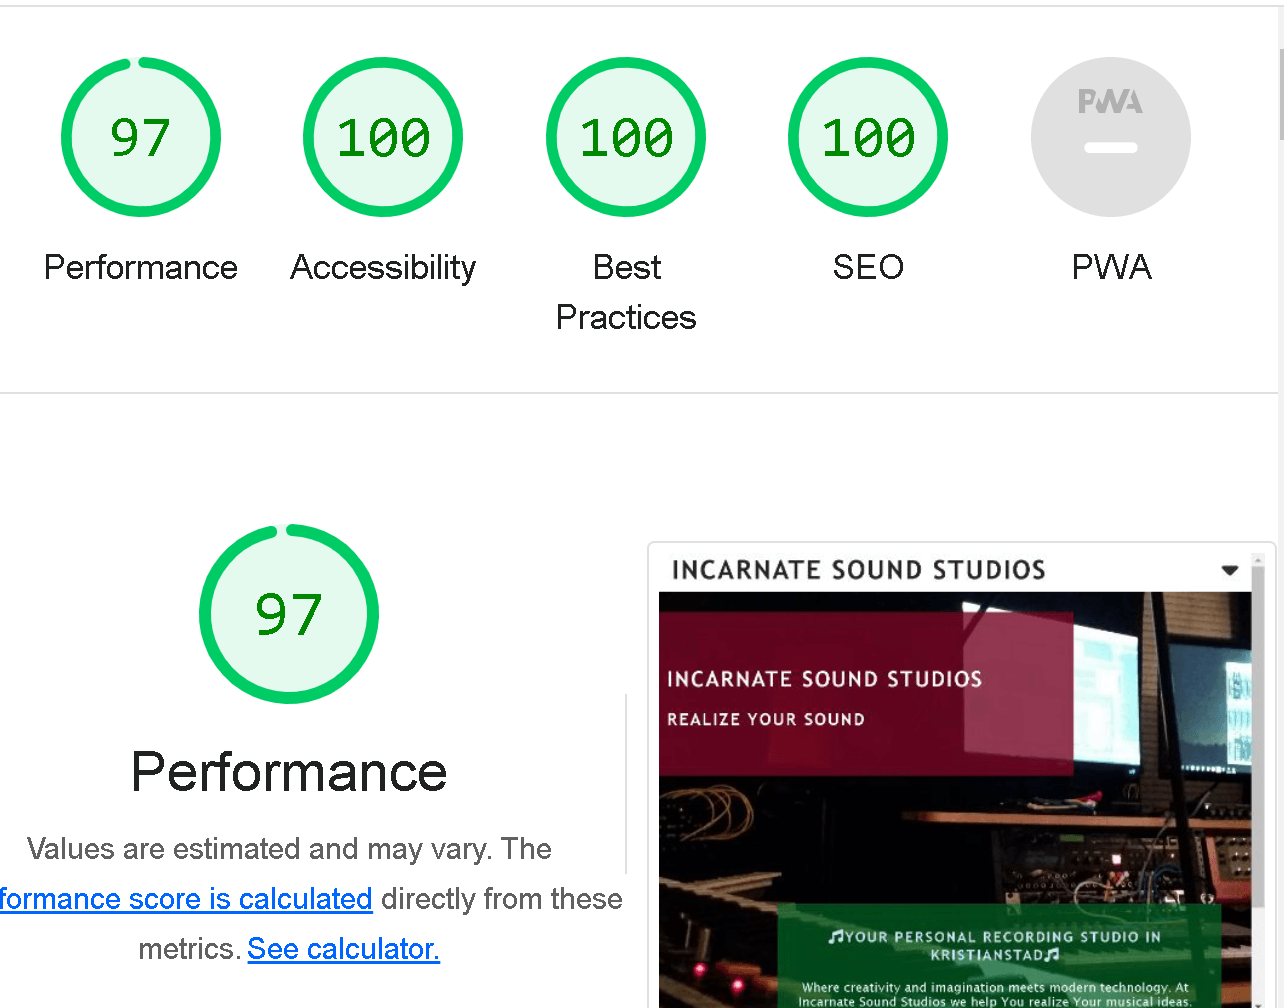 97
100
100
100
PWA
Performance
Accessibility
Best
Practices
SEO
PWA
97
Performance
Values are estimated and may vary. The
formance score is calculated directly from these
metrics. See calculator.
INCARNATE SOUND STUDIOS
INCARNATE SOUND STUDIOS
REALIZE YOUR SOUND
🎵YOUR PERSONAL RECORDING STUDIO IN
KRISTIANSTAD🎵
Where creativity and imagination meets modern technology. At
Incarnate Sound Studios we help You realize Your musical ideas.